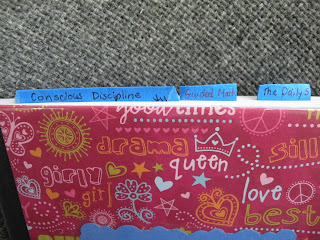 Conscious Discipline
Guided Math
The Daily 5
good times
drama
queen
silly
girly
girl
love
best